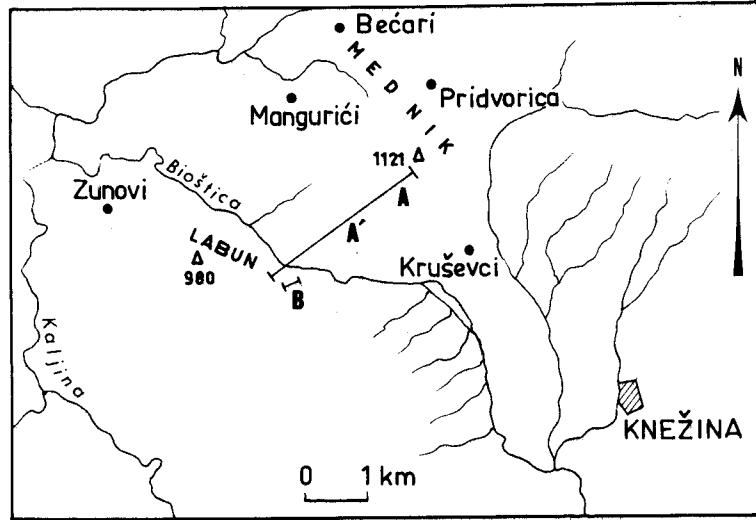 Bećari
MEDNIK
N
Pridvorica
Mangurići
1121
Bioštica
Zunovi
A
A′
LABUN
980
Kruševci
B
Kaljina
KNEŽINA
0 1 km